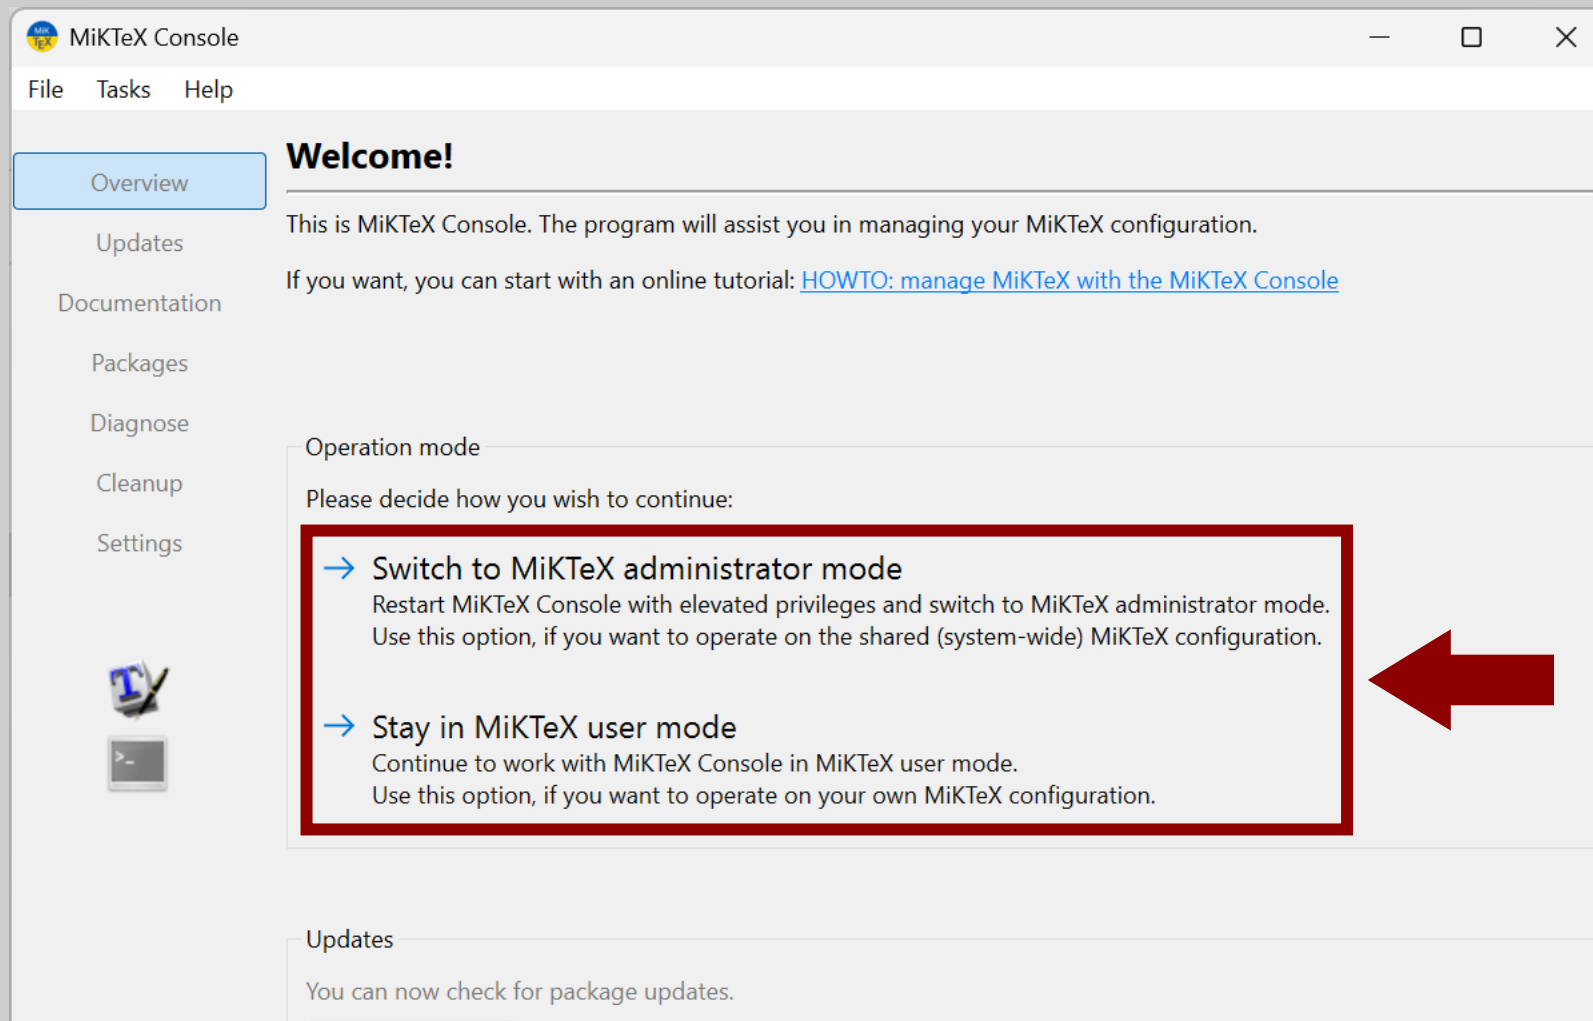 MiKTeX Console
File Tasks Help
Welcome!
Overview
Updates
Documentation
Packages
Diagnose
Cleanup
Settings
This is MiKTeX Console. The program will assist you in managing your MiKTeX configuration.
If you want, you can start with an online tutorial: HOWTO: manage MiKTeX with the MiKTeX Console
Operation mode
Please decide how you wish to continue:
Switch to MiKTeX administrator mode
Restart MiKTeX Console with elevated privileges and switch to MiKTeX administrator mode.
Use this option, if you want to operate on the shared (system-wide) MiKTeX configuration.
Stay in MiKTeX user mode
Continue to work with MiKTeX Console in MiKTeX user mode.
Use this option, if you want to operate on your own MiKTeX configuration.
Updates
You can now check for package updates.